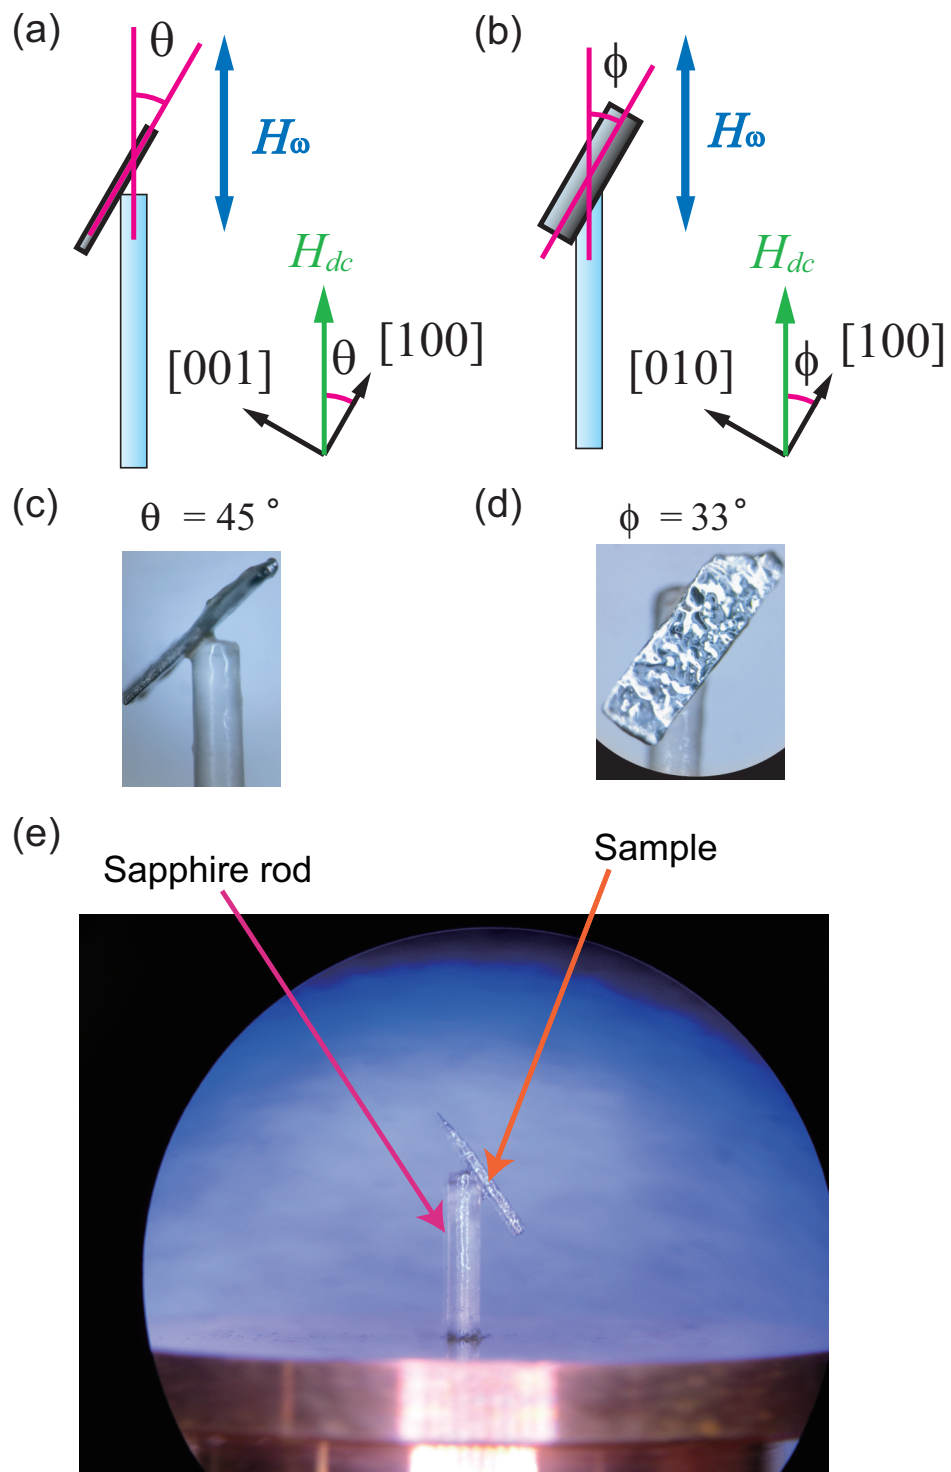 (a)
θ
Hω
Hdc
[001]
θ
[100]
(b)
ϕ
Hω
Hdc
[010]
ϕ
[100]
(c)
θ = 45 °
(d)
ϕ = 33°
(e)
Sapphire rod
Sample